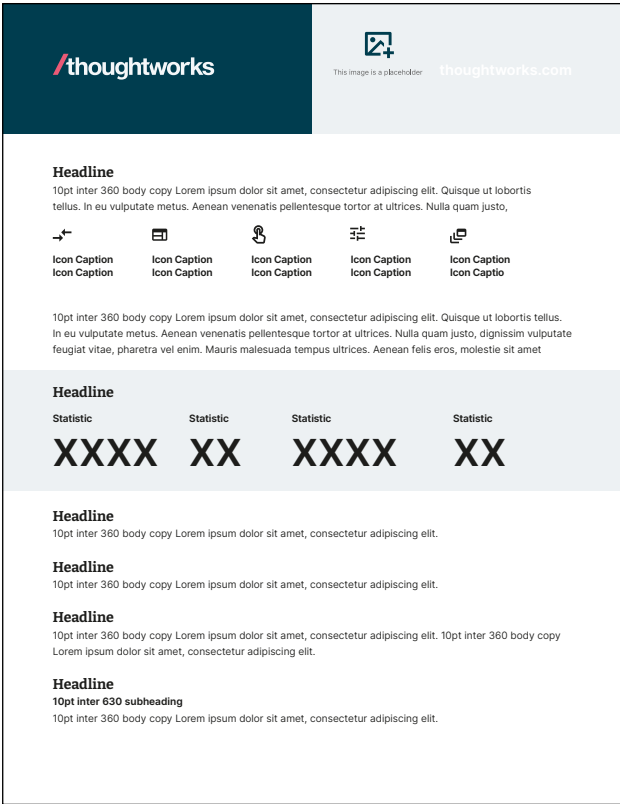 /thoughtworks
This image is a placeholder
thoughtworks.com
Headline
10pt inter 360 body copy Lorem ipsum dolor sit amet, consectetur adipiscing elit. Quisque ut lobortis
tellus. In eu vulputate metus. Aenean venenatis pellentesque tortor at ultrices. Nulla quam justo,
Icon Caption Icon Caption Icon Caption Icon Caption Icon Caption
Icon Caption Icon Caption Icon Caption Icon Caption Icon Captio
10pt inter 360 body copy Lorem ipsum dolor sit amet, consectetur adipiscing elit. Quisque ut lobortis tellus.
In eu vulputate metus. Aenean venenatis pellentesque tortor at ultrices. Nulla quam justo, dignissim vulputate
feugiat vitae, pharetra vel enim. Mauris malesuada tempus ultrices. Aenean felis eros, molestie sit amet
Headline
Statistic Statistic Statistic Statistic
XXXX XX XXXX XX
Headline
10pt inter 360 body copy Lorem ipsum dolor sit amet, consectetur adipiscing elit.
Headline
10pt inter 360 body copy Lorem ipsum dolor sit amet, consectetur adipiscing elit.
Headline
10pt inter 360 body copy Lorem ipsum dolor sit amet, consectetur adipiscing elit. 10pt inter 360 body copy
Lorem ipsum dolor sit amet, consectetur adipiscing elit.
Headline
10pt inter 630 subheading
10pt inter 360 body copy Lorem ipsum dolor sit amet, consectetur adipiscing elit.